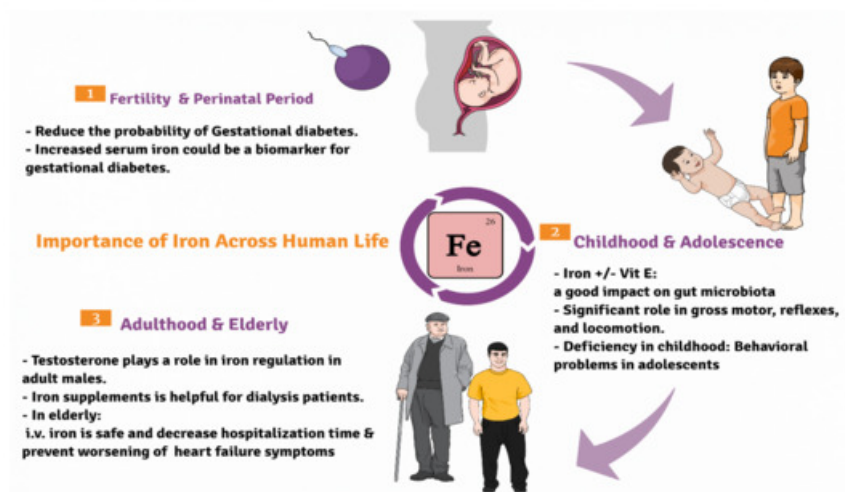 1 Fertility & Perinatal Period
- Reduce the probability of Gestational diabetes.
- Increased serum iron could be a biomarker for
gestational diabetes.
Importance of Iron Across Human Life
26
Fe
Iron
2 Childhood & Adolescence
- Iron +/- Vit E:
a good impact on gut microbiota
- Significant role in gross motor, reflexes,
and locomotion.
- Deficiency in childhood: Behavioral
problems in adolescents
3 Adulthood & Elderly
- Testosterone plays a role in iron regulation in
adult males.
- Iron supplements is helpful for dialysis patients.
- In elderly:
i.v. iron is safe and decrease hospitalization time &
prevent worsening of heart failure symptoms